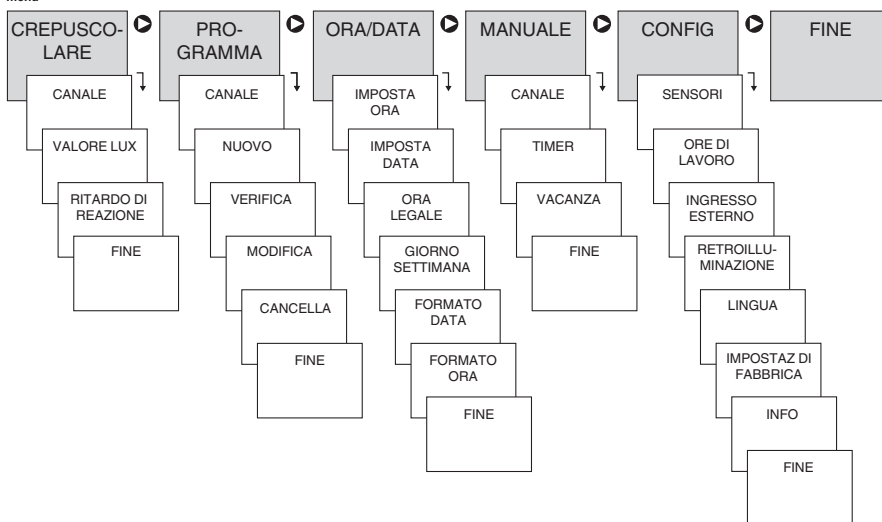 Menu
CREPUSCO-
LARE
CANALE
VALORE LUX
RITARDO DI
REAZIONE
FINE
PRO-
GRAMMA
CANALE
NUOVO
VERIFICA
MODIFICA
CANCELLA
FINE
ORA/DATA
IMPOSTA
ORA
IMPOSTA
DATA
ORA
LEGALE
GIORNO
SETTIMANA
FORMATO
DATA
FORMATO
ORA
FINE
MANUALE
CANALE
TIMER
VACANZA
FINE
CONFIG
SENSORI
ORE DI
LAVORO
INGRESSO
ESTERNO
RETROILLU-
MINAZIONE
LINGUA
IMPOSTAZ DI
FABBRICA
INFO
FINE
FINE